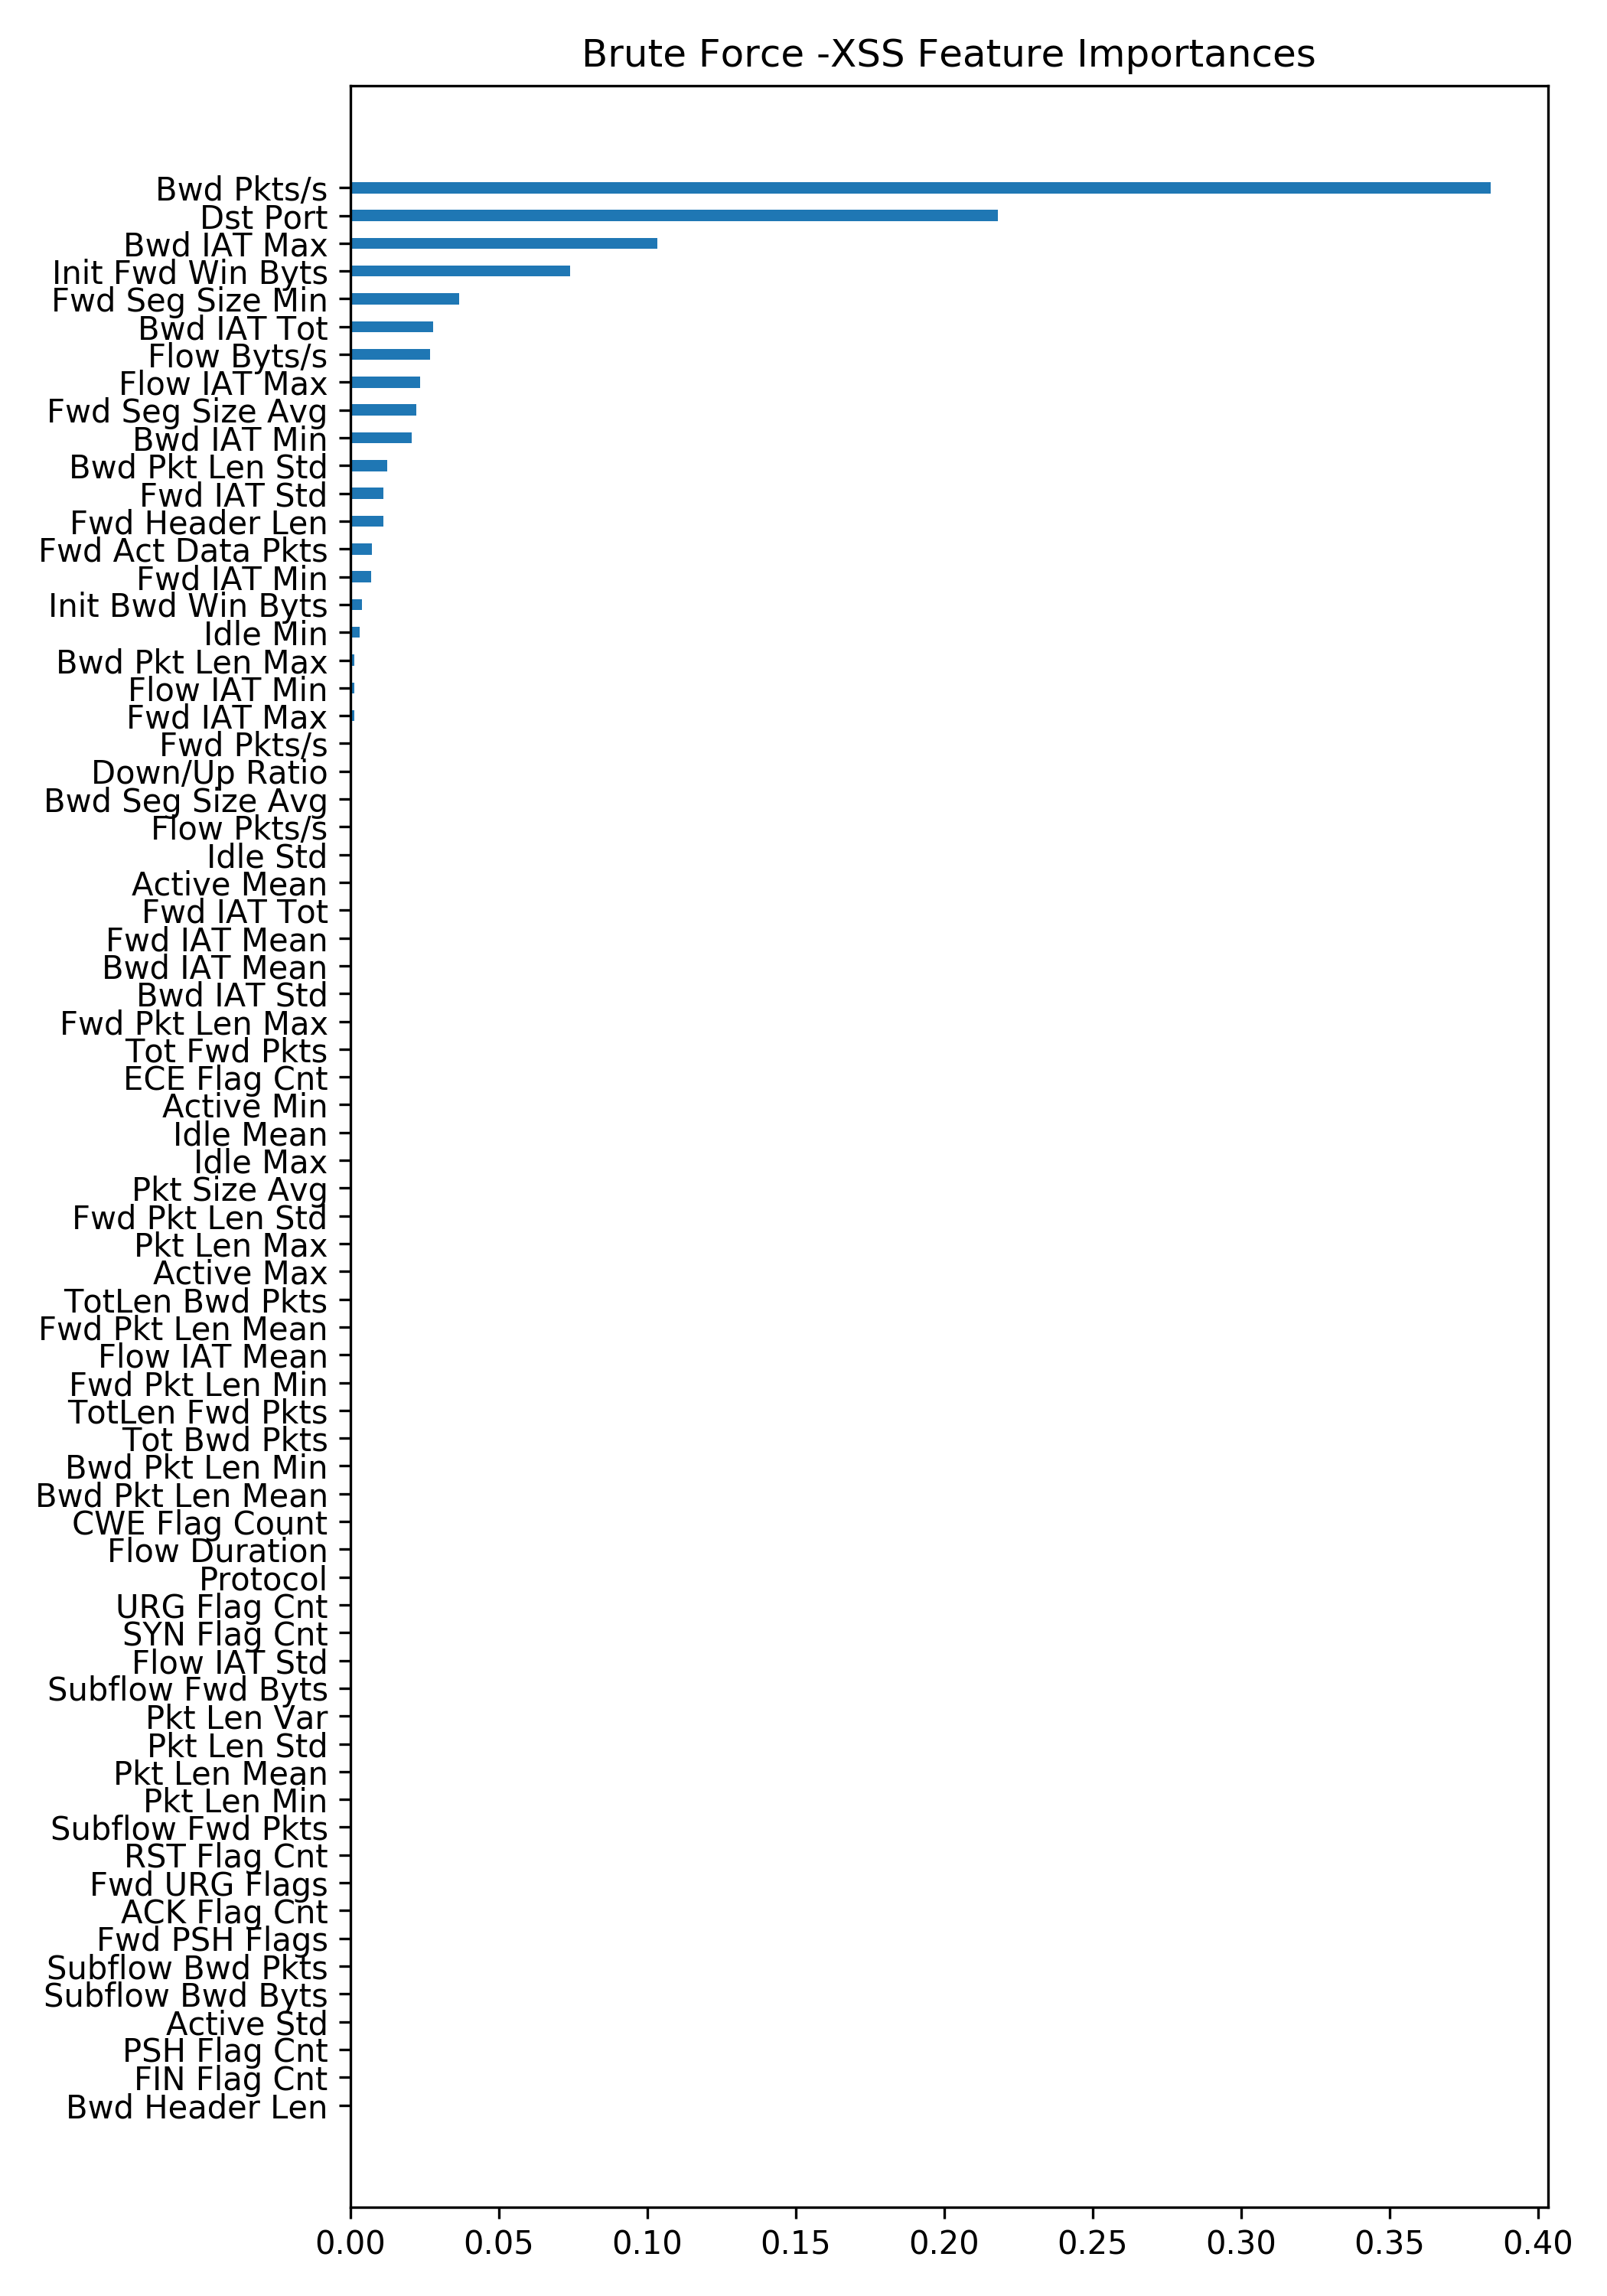 Brute Force -XSS Feature Importances
Bwd Pkts/s
Dst Port
Bwd IAT Max
Init Fwd Win Byts
Fwd Seg Size Min
Bwd IAT Tot
Flow Byts/s
Flow IAT Max
Fwd Seg Size Avg
Bwd IAT Min
Bwd Pkt Len Std
Fwd IAT Std
Fwd Header Len
Fwd Act Data Pkts
Fwd IAT Min
Init Bwd Win Byts
Idle Min
Bwd Pkt Len Max
Flow IAT Min
Fwd IAT Max
Fwd Pkts/s
Down/Up Ratio
Bwd Seg Size Avg
Flow Pkts/s
Idle Std
Active Mean
Fwd IAT Tot
Fwd IAT Mean
Bwd IAT Mean
Bwd IAT Std
Fwd Pkt Len Max
Tot Fwd Pkts
ECE Flag Cnt
Active Min
Idle Mean
Idle Max
Pkt Size Avg
Fwd Pkt Len Std
Pkt Len Max
Active Max
TotLen Bwd Pkts
Fwd Pkt Len Mean
Flow IAT Mean
Fwd Pkt Len Min
TotLen Fwd Pkts
Tot Bwd Pkts
Bwd Pkt Len Min
Bwd Pkt Len Mean
CWE Flag Count
Flow Duration
Protocol
URG Flag Cnt
SYN Flag Cnt
Flow IAT Std
Subflow Fwd Byts
Pkt Len Var
Pkt Len Std
Pkt Len Mean
Pkt Len Min
Subflow Fwd Pkts
RST Flag Cnt
Fwd URG Flags
ACK Flag Cnt
Fwd PSH Flags
Subflow Bwd Pkts
Subflow Bwd Byts
Active Std
PSH Flag Cnt
FIN Flag Cnt
Bwd Header Len
0.00 0.05 0.10 0.15 0.20 0.25 0.30 0.35 0.40